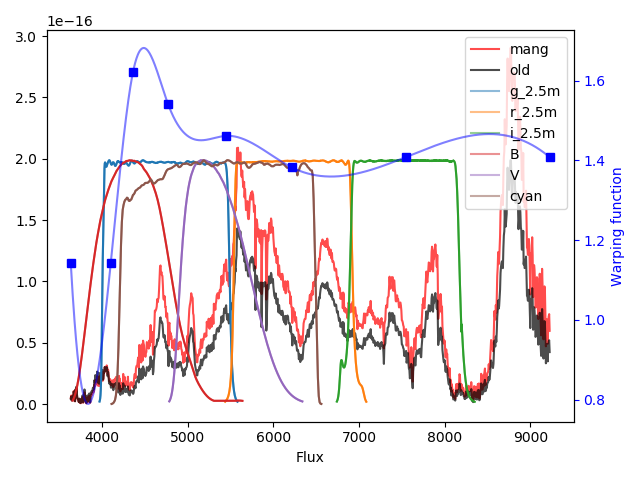 1e−16
3.0
2.5
2.0
1.5
1.0
0.5
0.0
4000 5000 6000 7000 8000 9000
Flux
1.6
1.4
1.2
1.0
0.8
Warping function
mang
old
g_2.5m
r_2.5m
i_2.5m
B
V
cyan